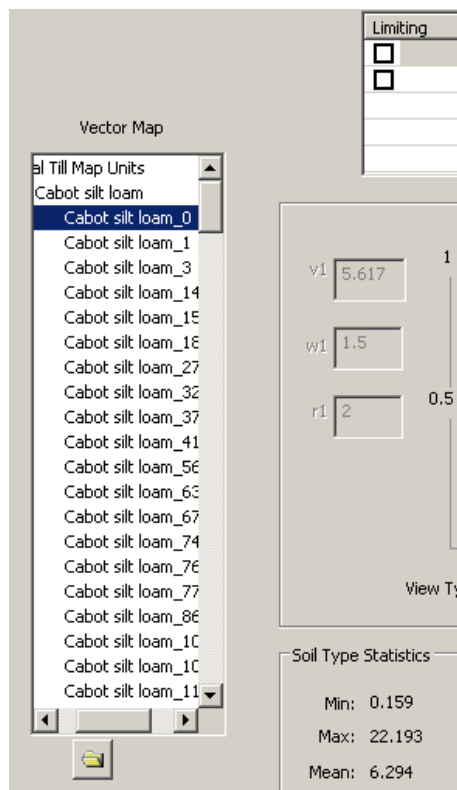 Limiting
Vector Map
al Till Map Units
Cabot silt loam
Cabot silt loam_0
Cabot silt loam_1
Cabot silt loam_3
Cabot silt loam_14
Cabot silt loam_15
Cabot silt loam_18
Cabot silt loam_27
Cabot silt loam_32
Cabot silt loam_37
Cabot silt loam_41
Cabot silt loam_56
Cabot silt loam_63
Cabot silt loam_67
Cabot silt loam_74
Cabot silt loam_76
Cabot silt loam_77
Cabot silt loam_86
Cabot silt loam_10
Cabot silt loam_10
Cabot silt loam_11
v1 5.617
w1 1.5
r1 2
1
0.5
View Ty
Soil Type Statistics
Min: 0.159
Max: 22.193
Mean: 6.294